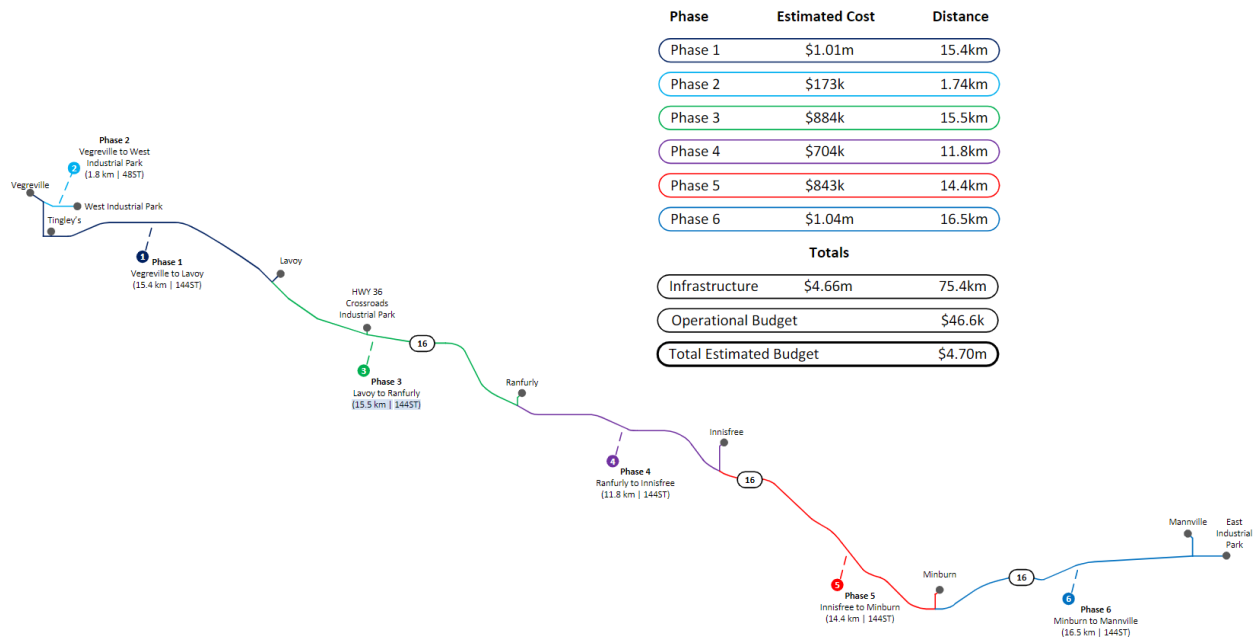 Phase Estimated Cost Distance
Phase 1 $1.01m 15.4km
Phase 2 $173k 1.74km
Phase 3 $884k 15.5km
Phase 4 $704k 11.8km
Phase 5 $843k 14.4km
Phase 6 $1.04m 16.5km
Totals
Infrastructure $4.66m 75.4km
Operational Budget $46.6k
Total Estimated Budget $4.70m
Phase 2
Vegreville to West
Industrial Park
(1.8 km | 48ST)
2
Vegreville
West Industrial Park
Tingley's
1
Phase 1
Vegreville to Lavoy
(15.4 km | 144ST)
Lavoy
HWY 36
Crossroads
Industrial Park
16
3
Phase 3
Lavoy to Ranfurly
(15.5 km | 144ST)
Ranfurly
4
Phase 4
Ranfurly to Innisfree
(11.8 km | 144ST)
Innisfree
16
5
Phase 5
Innisfree to Minburn
(14.4 km | 144ST)
Minburn
16
6
Phase 6
Minburn to Mannville
(16.5 km | 144ST)
Mannville
East
Industrial
Park